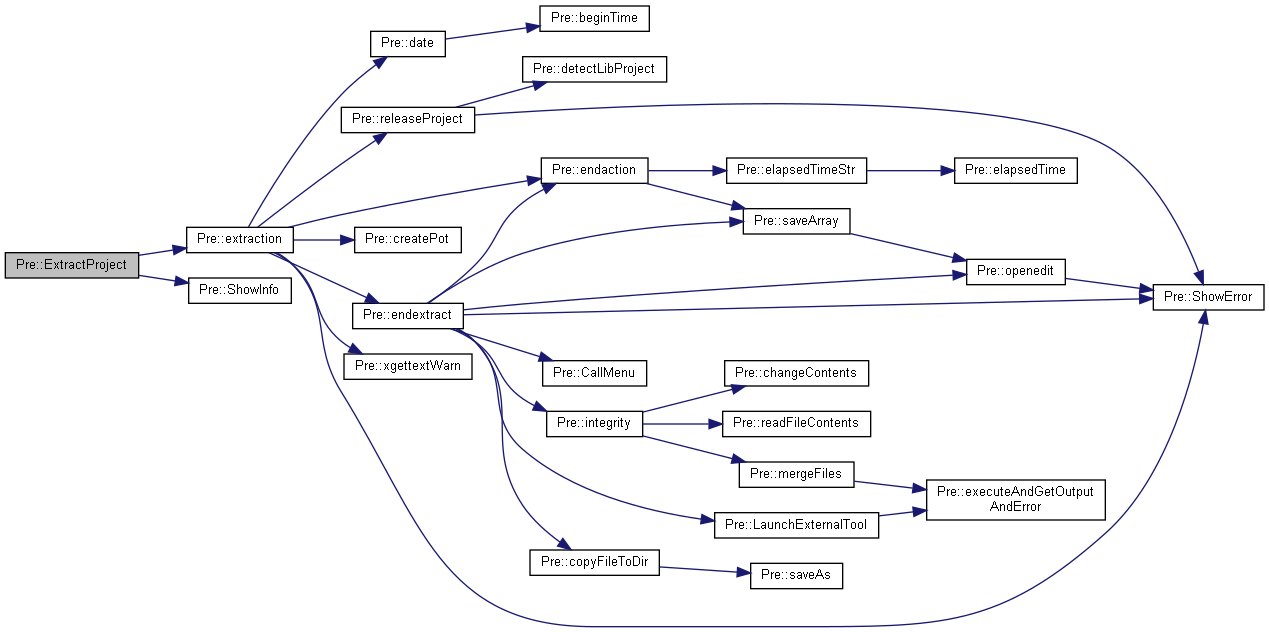 Pre::beginTime
Pre::date
Pre::detectLibProject
Pre::releaseProject
Pre::endaction
Pre::elapsedTimeStr
Pre::elapsedTime
Pre::saveArray
Pre::extraction
Pre::createPot
Pre::ExtractProject
Pre::openedit
Pre::ShowInfo
Pre::ShowError
Pre::endextract
Pre::xgettextWarn
Pre::CallMenu
Pre::changeContents
Pre::integrity
Pre::readFileContents
Pre::mergeFiles
Pre::executeAndGetOutput
AndError
Pre::LaunchExternalTool
Pre::copyFileToDir
Pre::saveAs